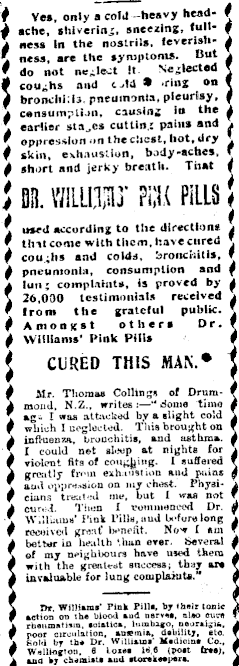 Yes, only a cold—heavy head-
ache, shivering, sneezing, full-
ness in the nostrils, feverish-
ness, are the symptoms. But
do not neglect it. Neglected
coughs and colds bring on
bronchitis, pneumonia, pleurisy,
consumption, causing in the
earlier stages cutting pains and
oppression on the chest, hot, dry
skin, exhaustion, body-aches,
short and jerky breath. That
DR. WILLIAMS' PINK PILLS
used according to the directions
that come with them, have cured
coughs and colds, bronchitis,
pneumonia, consumption and
lung complaints, is proved by
26,000 testimonials received
from the grateful public.
Amongst others Dr.
Williams' Pink Pills
CURED THIS MAN.
Mr. Thomas Collings of Drum-
mond, N.Z., writes:—"Some time
ago I was attacked by a slight cold
which I neglected. This brought on
influenza, bronchitis, and asthma.
I could not sleep at nights for
violent fits of coughing. I suffered
greatly from exhaustion and pains
and oppression on my chest. Physi-
cians treated me, but I was not
cured. Then I commenced Dr.
Williams' Pink Pills, and before long
received great benefit. Now I am
better in health than ever. Several
of my neighbours have used them
with the greatest success; they are
invaluable for lung complaints."
Dr. Williams' Pink Pills, by their tonic
action on the blood and nerves, also cure
rheumatism, sciatica, lumbago, neuralgia,
poor circulation, anæmia, debility, etc.
Sold by the Dr. Williams' Medicine Co.,
Wellington, 6 boxes 16,6 (post free),
and by chemists and storekeepers.